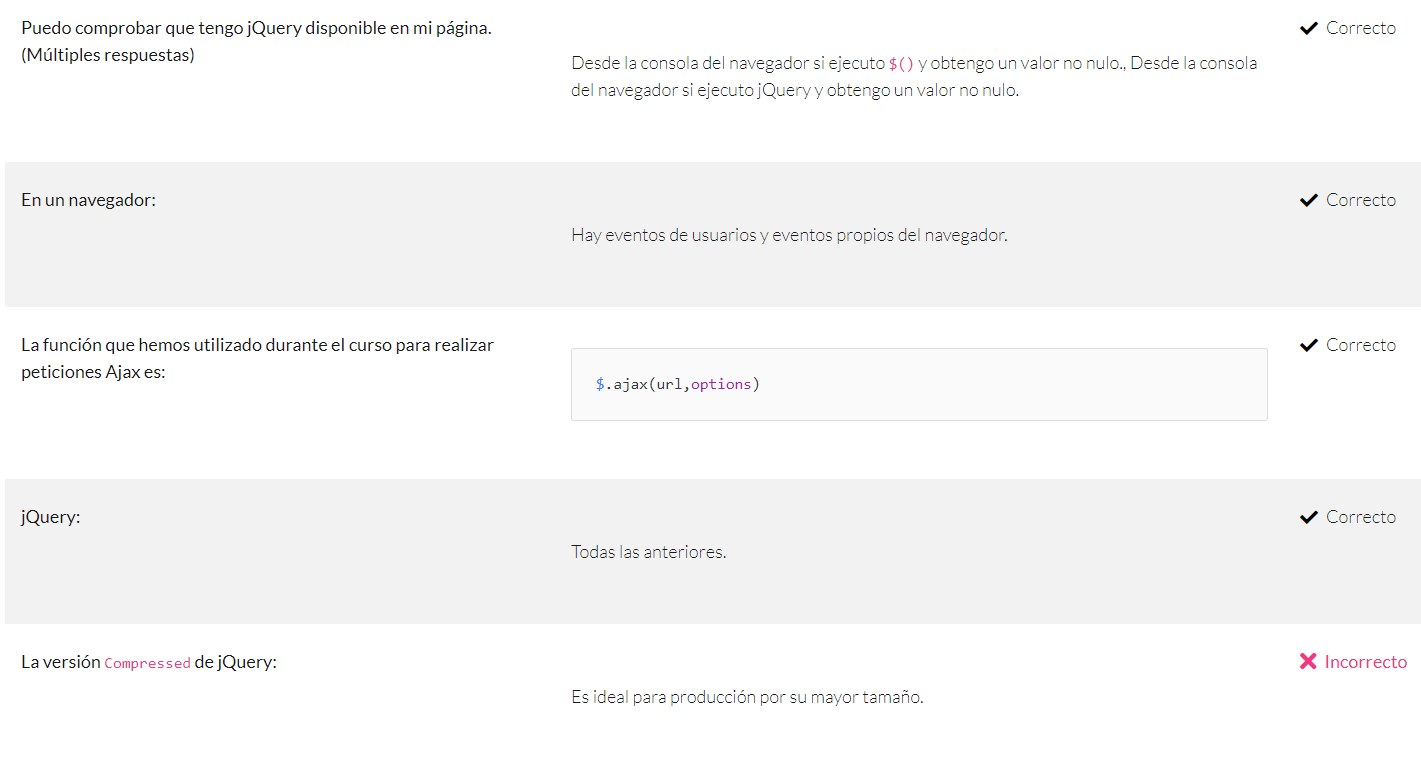 Puedo comprobar que tengo jQuery disponible en mi página.
(Múltiples respuestas)
Correcto
Desde la consola del navegador si ejecuto $() y obtengo un valor no nulo., Desde la consola
del navegador si ejecuto jQuery y obtengo un valor no nulo.
En un navegador:
Correcto
Hay eventos de usuarios y eventos propios del navegador.
La función que hemos utilizado durante el curso para realizar
peticiones Ajax es:
Correcto
$.ajax(url,options)
jQuery:
Correcto
Todas las anteriores.
La versión Compressed de jQuery:
Incorrecto
Es ideal para producción por su mayor tamaño.